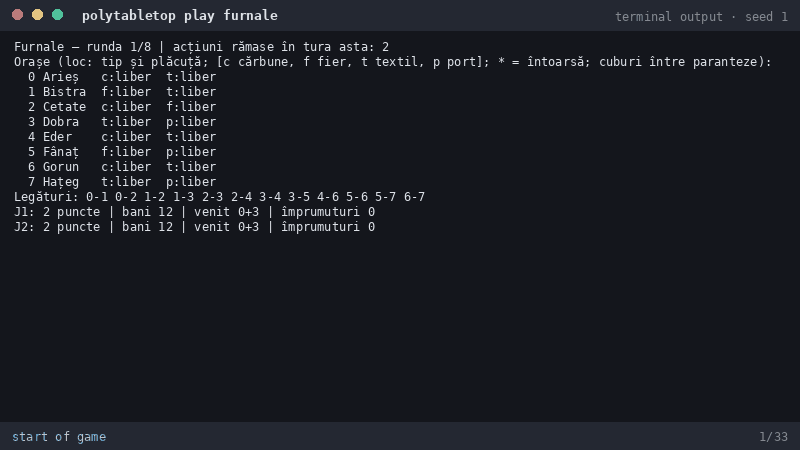 polytabletop play furnale
terminal output · seed 1
Furnale — runda 1/8 | acțiuni rămase în tura asta: 2
Orașe (loc: tip și plăcuță; [c cărbune, f fier, t textil, p port]; * = întoarsă; cuburi între paranteze):
0 Arieș c:liber t:liber
1 Bistra f:liber t:liber
2 Cetate c:liber f:liber
3 Dobra t:liber p:liber
4 Eder c:liber t:liber
5 Fânaț f:liber p:liber
6 Gorun c:liber t:liber
7 Hațeg t:liber p:liber
Legături: 0-1 0-2 1-2 1-3 2-3 2-4 3-4 3-5 4-6 5-6 5-7 6-7
J1: 2 puncte | bani 12 | venit 0+3 | împrumuturi 0
J2: 2 puncte | bani 12 | venit 0+3 | împrumuturi 0
start of game
1/33